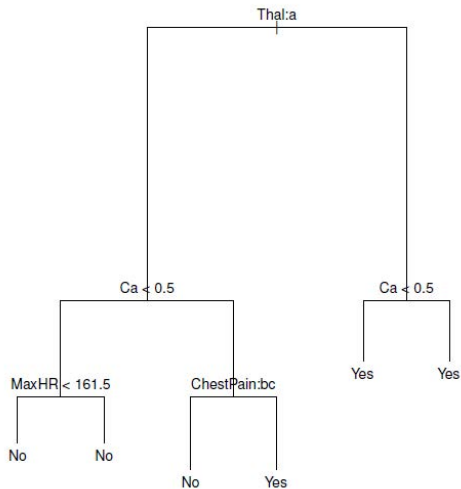 Thal:a
Ca < 0.5
Ca < 0.5
MaxHR < 161.5
ChestPain:bc
Yes
Yes
No
No
No
Yes